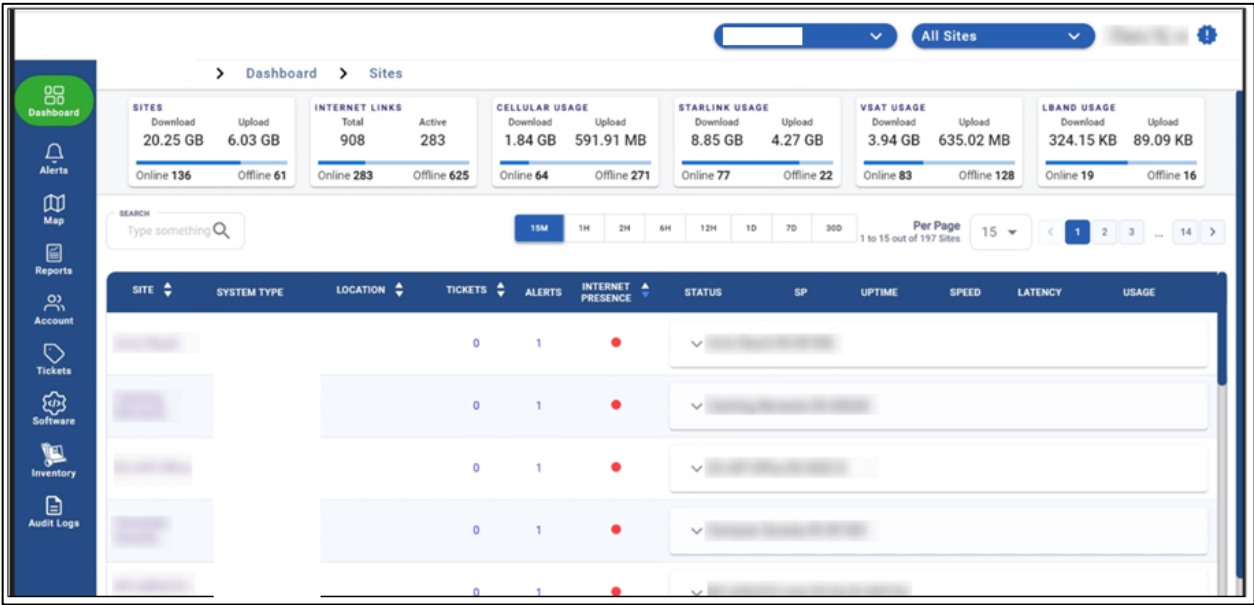 All Sites
> Dashboard > Sites
Dashboard
Alerts
Map
Reports
Account
Tickets
Software
Inventory
Audit Logs
SITES
Download Upload
20.25 GB 6.03 GB
Online 136 Offline 61
INTERNET LINKS
Total Active
908 283
Online 283 Offline 625
CELLULAR USAGE
Download Upload
1.84 GB 591.91 MB
Online 64 Offline 271
STARLINK USAGE
Download Upload
8.85 GB 4.27 GB
Online 77 Offline 22
VSAT USAGE
Download Upload
3.94 GB 635.02 MB
Online 83 Offline 128
LBAND USAGE
Download Upload
324.15 KB 89.09 KB
Online 19 Offline 16
SEARCH
Type something
15M 1H 2H 6H 12H 1D 7D 30D
Per Page
1 to 15 out of 197 Sites
15
< 1 2 3 ... 14 >
SITE SYSTEM TYPE LOCATION TICKETS ALERTS INTERNET PRESENCE STATUS SP UPTIME SPEED LATENCY USAGE
0 1
0 1
0 1
0 1
0 1